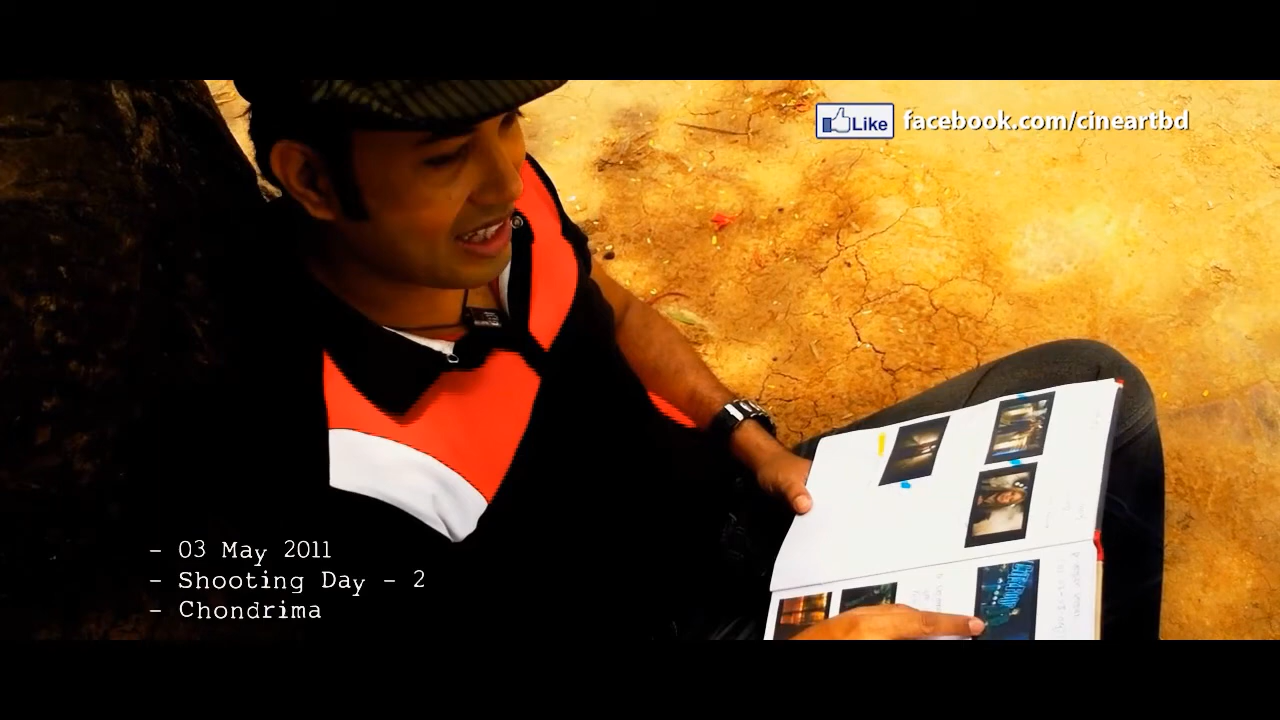 Like facebook.com/cineartbd
- 03 May 2011
- Shooting Day - 2
- Chondrima